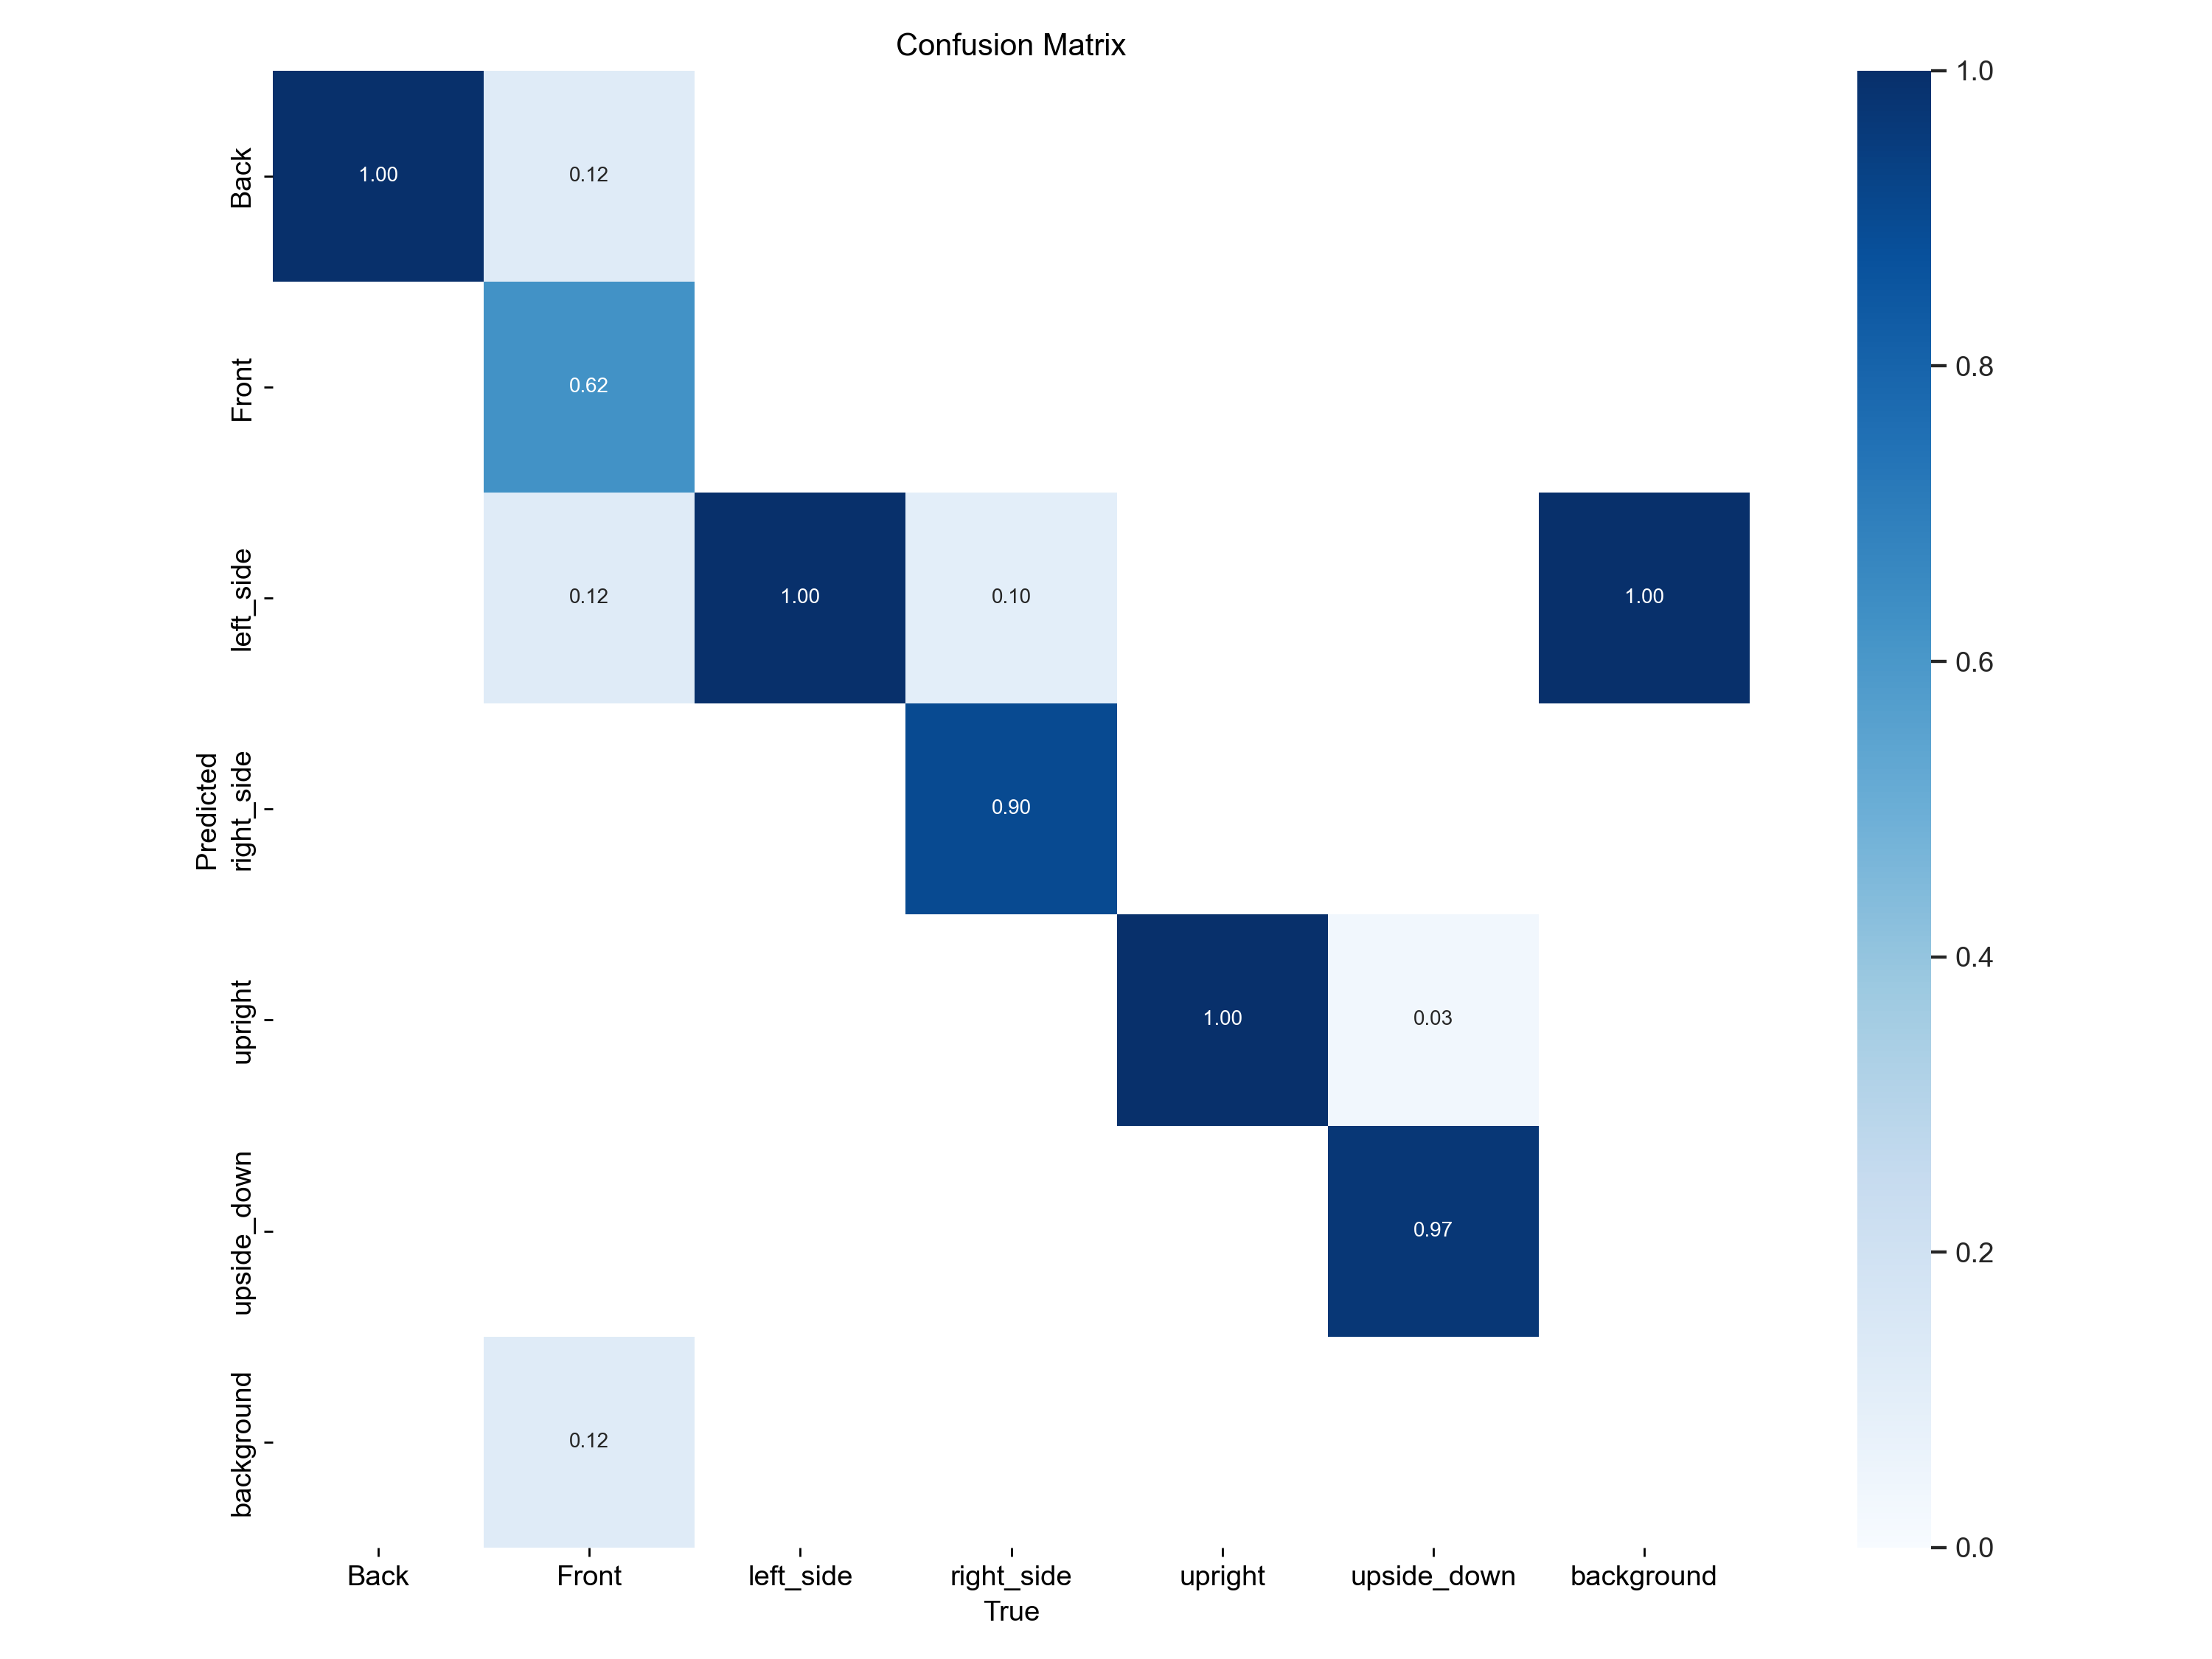 Confusion Matrix
Back
1.00
0.12
Front
0.62
left_side
0.12
1.00
0.10
1.00
Predicted
right_side
0.90
upright
1.00
0.03
upside_down
0.97
background
0.12
Back
Front
left_side
right_side
upright
upside_down
background
True
1.0
0.8
0.6
0.4
0.2
0.0